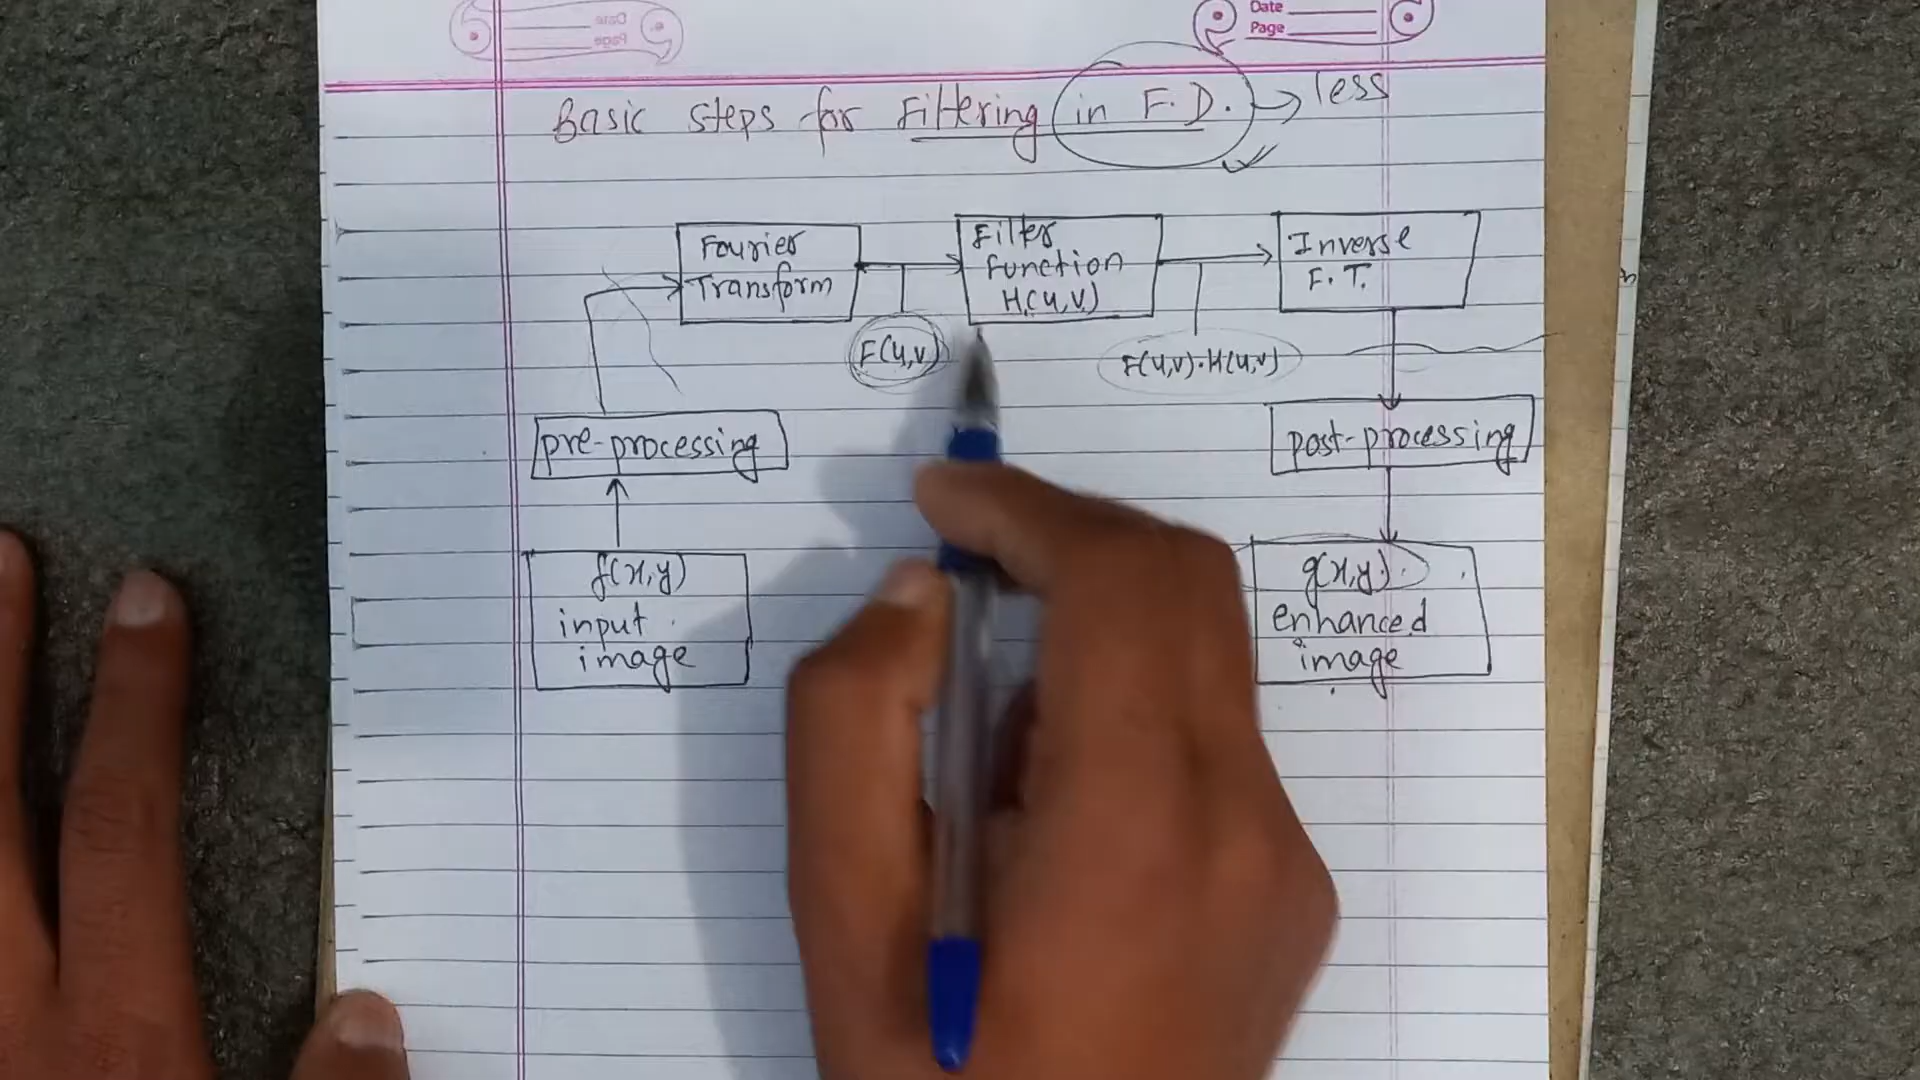 Date
Page
Basic steps for Filtering in F.D. → less
Fourier
Transform
Filter
Function
H(u,v)
Inverse
F.T.
F(u,v)
F(u,v)·H(u,v)
pre-processing
post-processing
f(x,y)
input
image
g(x,y)
enhanced
image